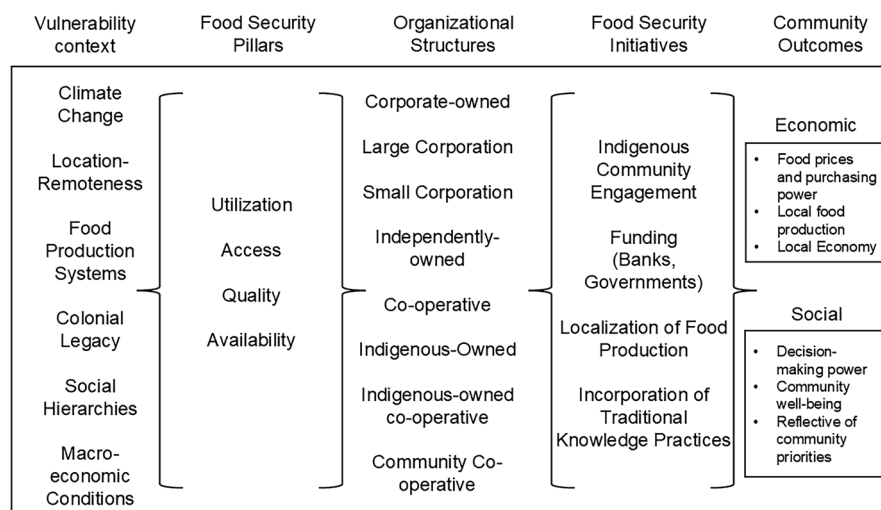 Vulnerability
context
Food Security
Pillars
Organizational
Structures
Food Security
Initiatives
Community
Outcomes
Climate
Change
Location-
Remoteness
Food
Production
Systems
Colonial
Legacy
Social
Hierarchies
Macro-
economic
Conditions
Utilization
Access
Quality
Availability
Corporate-owned
Large Corporation
Small Corporation
Independently-
owned
Co-operative
Indigenous-Owned
Indigenous-owned
co-operative
Community Co-
operative
Indigenous
Community
Engagement
Funding
(Banks,
Governments)
Localization of Food
Production
Incorporation of
Traditional
Knowledge Practices
Economic
• Food prices
and purchasing
power
• Local food
production
• Local Economy
Social
• Decision-
making power
• Community
well-being
• Reflective of
community
priorities